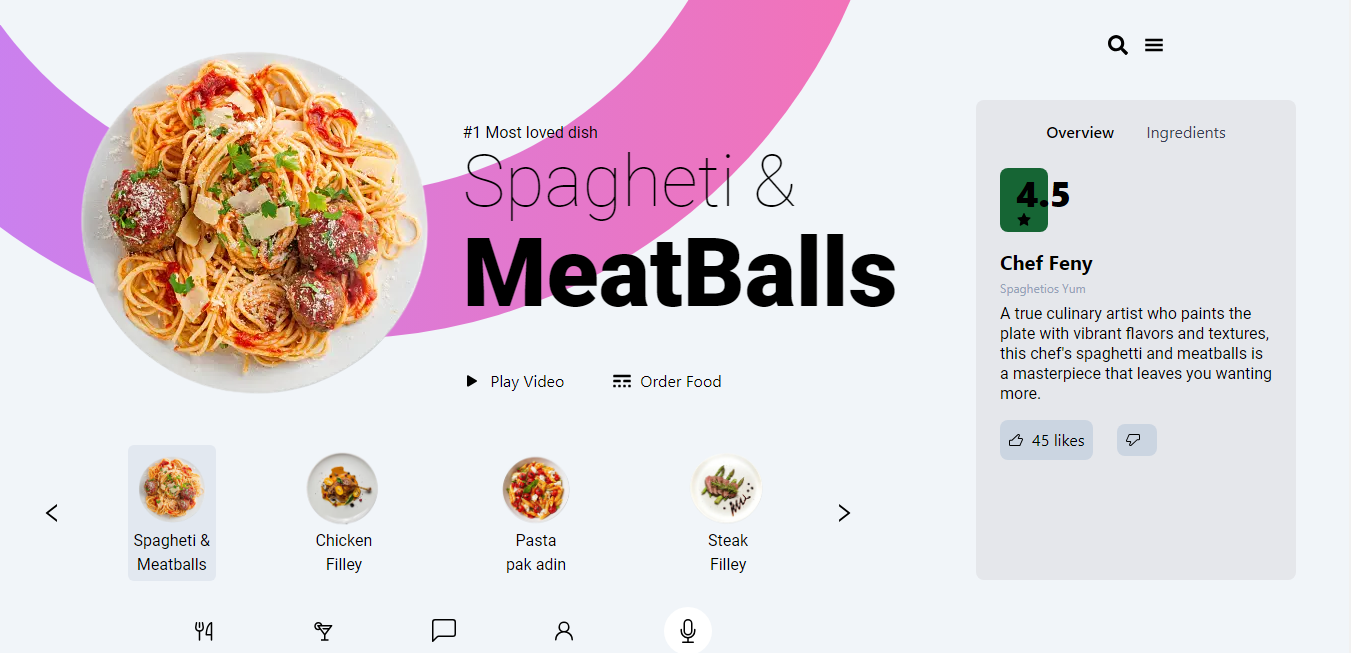 #1 Most loved dish
Spagheti &
MeatBalls
Play Video
Order Food
Spagheti &
Meatballs
Chicken
Filley
Pasta
pak adin
Steak
Filley
Overview
Ingredients
4.5
Chef Feny
Spaghetios Yum
A true culinary artist who paints the
plate with vibrant flavors and textures,
this chef's spaghetti and meatballs is
a masterpiece that leaves you wanting
more.
45 likes